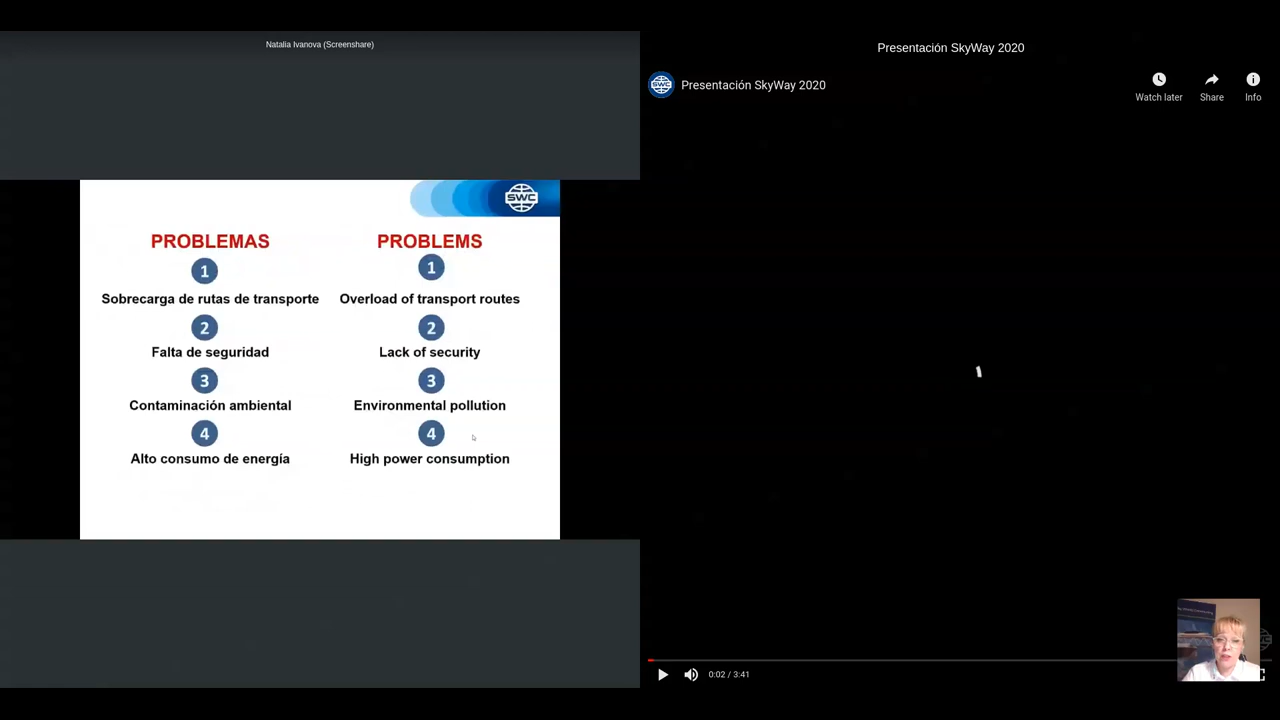 Natalia Ivanova (Screenshare)
SWC
PROBLEMAS
1
Sobrecarga de rutas de transporte
2
Falta de seguridad
3
Contaminación ambiental
4
Alto consumo de energía
PROBLEMS
1
Overload of transport routes
2
Lack of security
3
Environmental pollution
4
High power consumption
Presentación SkyWay 2020
SWC
Presentación SkyWay 2020
Watch later
Share
Info
0:02 / 3:41